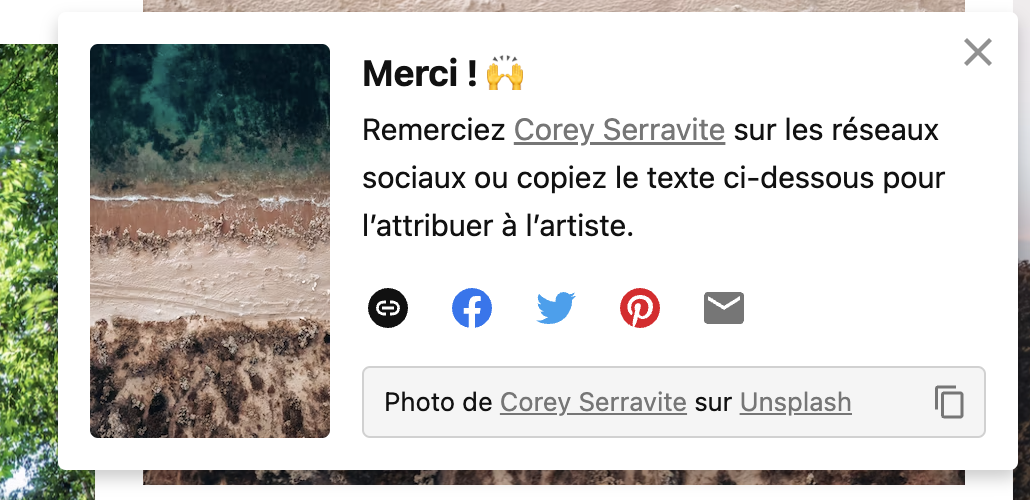 Merci ! 🙌
Remerciez Corey Serravite sur les réseaux
sociaux ou copiez le texte ci-dessous pour
l’attribuer à l’artiste.
Photo de Corey Serravite sur Unsplash